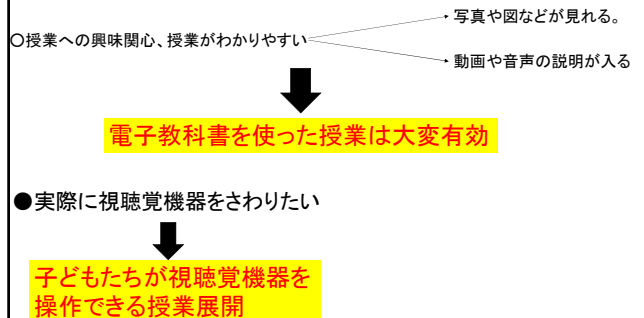 写真や図などが見れる。
〇授業への興味関心、授業がわかりやすい
動画や音声の説明が入る
電子教科書を使った授業は大変有効
●実際に視聴覚機器をさわりたい
子どもたちが視聴覚機器を
操作できる授業展開